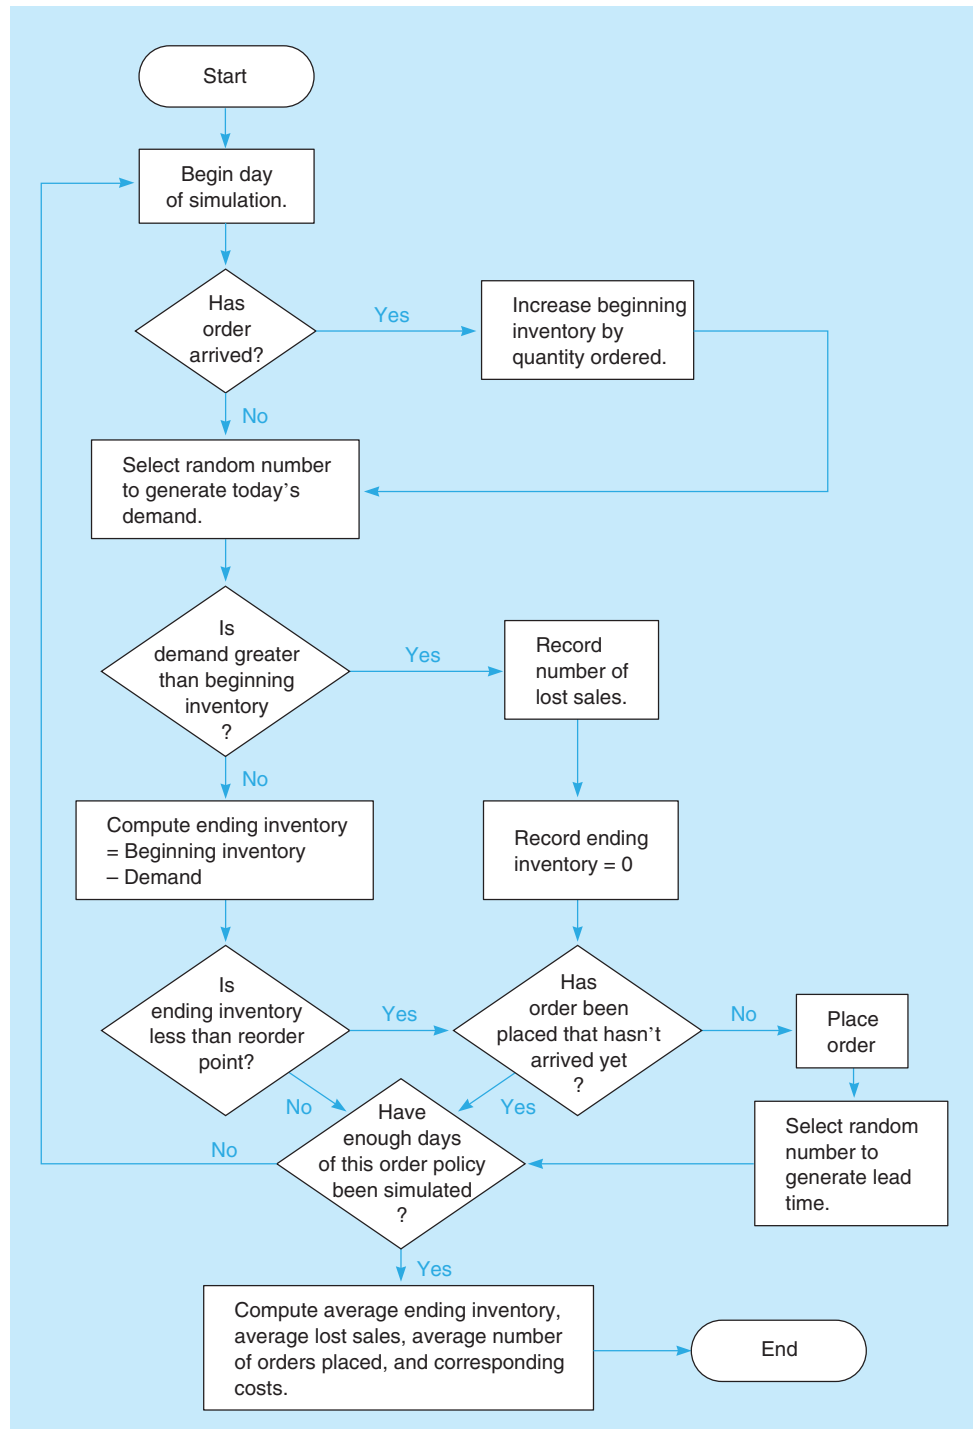 Start
Begin day
of simulation.
Has
order
arrived?
Yes
Increase beginning
inventory by
quantity ordered.
No
Select random number
to generate today’s
demand.
Is
demand greater
than beginning
inventory
?
Yes
Record
number of
lost sales.
No
Compute ending inventory
= Beginning inventory
– Demand
Record ending
inventory = 0
Is
ending inventory
less than reorder
point?
Yes
Has
order been
placed that hasn’t
arrived yet
?
No
Place
order
No
Yes
Select random
number to
generate lead
time.
Have
enough days
of this order policy
been simulated
?
No
Yes
Compute average ending inventory,
average lost sales, average number
of orders placed, and corresponding
costs.
End